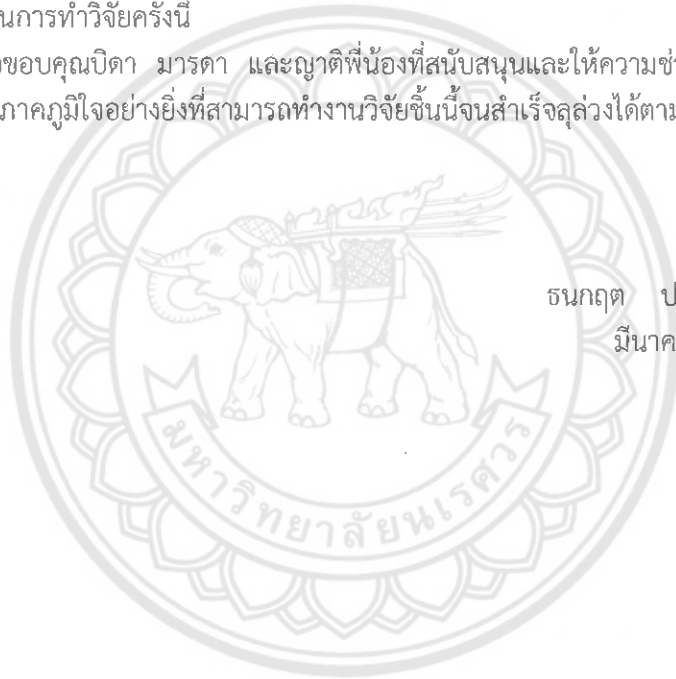 นการทำวิจัยครั้งนี้
ขอบคุณบิดา มารดา และญาติพี่น้องที่สนับสนุนและให้ความช่
ภาคภูมิใจอย่างยิ่งที่สามารถทำงานวิจัยชิ้นนี้จนสำเร็จลุล่วงได้ตาม
ธนกฤต ป
มีนาค
มหาวิทยาลัยนเรศวร